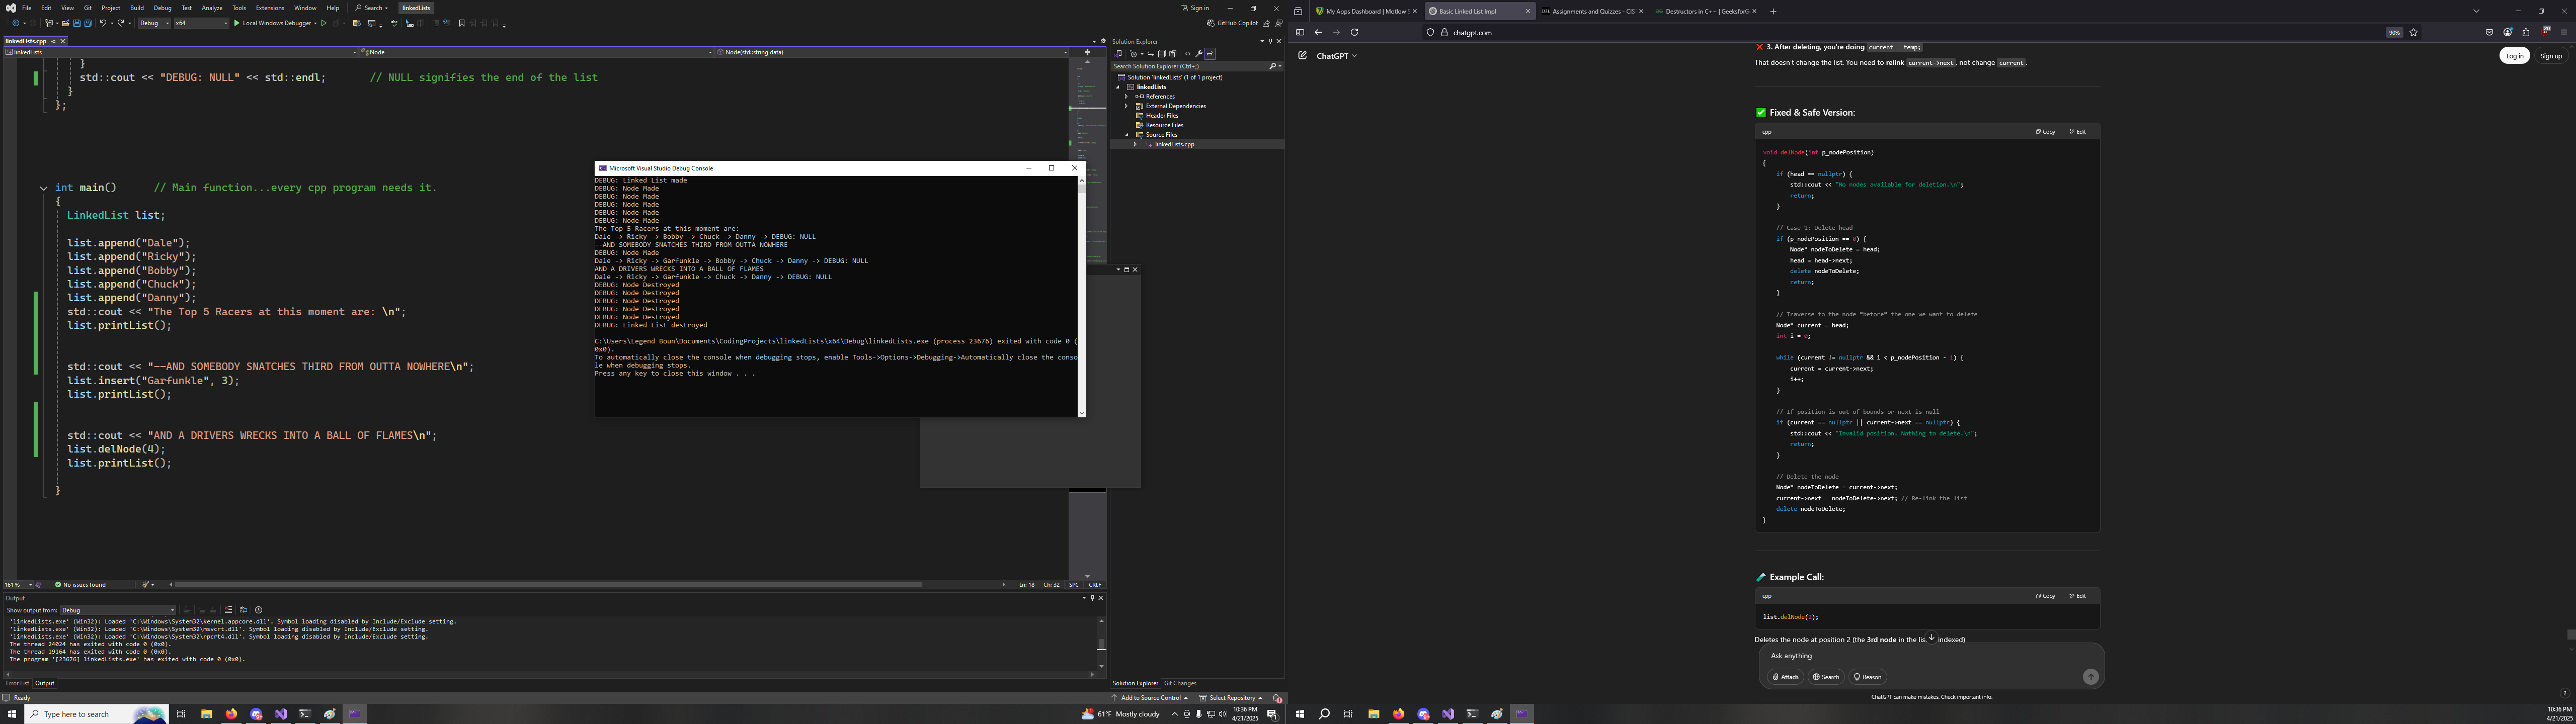 File Edit View Git Project Build Debug Test Analyze Tools Extensions Window Help Search linkedLists Sign in
Debug x64 Local Windows Debugger GitHub Copilot
linkedLists.cpp
linkedLists Node Node(std::string data)
}
std::cout << "DEBUG: NULL" << std::endl; // NULL signifies the end of the list
}
};
int main() // Main function...every cpp program needs it.
{
LinkedList list;
list.append("Dale");
list.append("Ricky");
list.append("Bobby");
list.append("Chuck");
list.append("Danny");
std::cout << "The Top 5 Racers at this moment are: \n";
list.printList();
std::cout << "--AND SOMEBODY SNATCHES THIRD FROM OUTTA NOWHERE\n";
list.insert("Garfunkle", 3);
list.printList();
std::cout << "AND A DRIVERS WRECKS INTO A BALL OF FLAMES\n";
list.delNode(4);
list.printList();
}
161 % No issues found Ln: 18 Ch: 32 SPC CRLF
Output
Show output from: Debug
'linkedLists.exe' (Win32): Loaded 'C:\Windows\System32\kernel.appcore.dll'. Symbol loading disabled by Include/Exclude setting.
'linkedLists.exe' (Win32): Loaded 'C:\Windows\System32\msvcrt.dll'. Symbol loading disabled by Include/Exclude setting.
'linkedLists.exe' (Win32): Loaded 'C:\Windows\System32\rpcrt4.dll'. Symbol loading disabled by Include/Exclude setting.
The thread 24024 has exited with code 0 (0x0).
The thread 19164 has exited with code 0 (0x0).
The program '[23676] linkedLists.exe' has exited with code 0 (0x0).
Error List Output
Ready
Microsoft Visual Studio Debug Console
DEBUG: Linked List made
DEBUG: Node Made
DEBUG: Node Made
DEBUG: Node Made
DEBUG: Node Made
DEBUG: Node Made
The Top 5 Racers at this moment are:
Dale -> Ricky -> Bobby -> Chuck -> Danny -> DEBUG: NULL
--AND SOMEBODY SNATCHES THIRD FROM OUTTA NOWHERE
DEBUG: Node Made
Dale -> Ricky -> Garfunkle -> Bobby -> Chuck -> Danny -> DEBUG: NULL
AND A DRIVERS WRECKS INTO A BALL OF FLAMES
Dale -> Ricky -> Garfunkle -> Chuck -> Danny -> DEBUG: NULL
DEBUG: Node Destroyed
DEBUG: Node Destroyed
DEBUG: Node Destroyed
DEBUG: Node Destroyed
DEBUG: Node Destroyed
DEBUG: Linked List destroyed
C:\Users\Legend Boun\Documents\CodingProjects\linkedLists\x64\Debug\linkedLists.exe (process 23676) exited with code 0 (
0x0).
To automatically close the console when debugging stops, enable Tools->Options->Debugging->Automatically close the conso
le when debugging stops.
Press any key to close this window . . .
Solution Explorer
Search Solution Explorer (Ctrl+;)
Solution 'linkedLists' (1 of 1 project)
linkedLists
References
External Dependencies
Header Files
Resource Files
Source Files
linkedLists.cpp
Solution Explorer Git Changes
Add to Source Control Select Repository
Type here to search 61°F Mostly cloudy 10:36 PM
4/21/2025
My Apps Dashboard | Motlow S Basic Linked List Impl Assignments and Quizzes - CIS Destructors in C++ | GeeksforG
chatgpt.com 90%
ChatGPT Log in Sign up
3. After deleting, you're doing current = temp;
That doesn't change the list. You need to relink current->next, not change current.
Fixed & Safe Version:
cpp Copy Edit
void delNode(int p_nodePosition)
{
if (head == nullptr) {
std::cout << "No nodes available for deletion.\n";
return;
}
// Case 1: Delete head
if (p_nodePosition == 0) {
Node* nodeToDelete = head;
head = head->next;
delete nodeToDelete;
return;
}
// Traverse to the node *before* the one we want to delete
Node* current = head;
int i = 0;
while (current != nullptr && i < p_nodePosition - 1) {
current = current->next;
i++;
}
// If position is out of bounds or next is null
if (current == nullptr || current->next == nullptr) {
std::cout << "Invalid position. Nothing to delete.\n";
return;
}
// Delete the node
Node* nodeToDelete = current->next;
current->next = nodeToDelete->next; // Re-link the list
delete nodeToDelete;
}
Example Call:
cpp Copy Edit
list.delNode(2);
Deletes the node at position 2 (the 3rd node in the indexed)
Ask anything
Attach Search Reason
ChatGPT can make mistakes. Check important info.
10:36 PM
4/21/2025